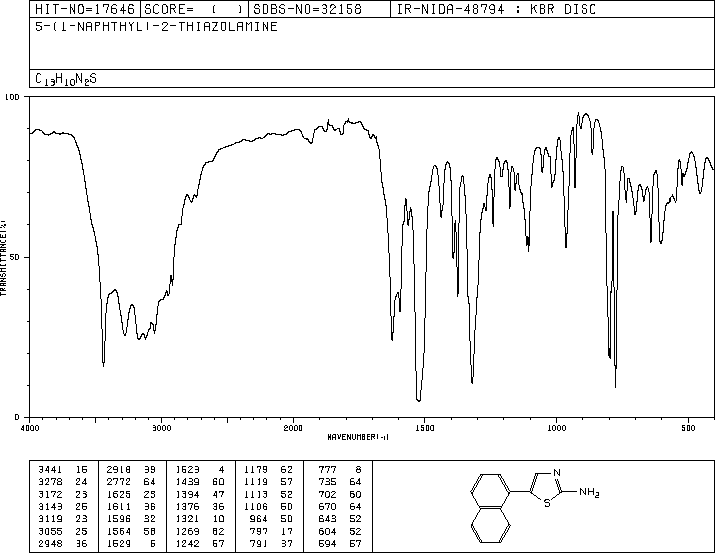 HIT-NO=17646 SCORE= ( ) SDBS-NO=32158 IR-NIDA-48794 : KBR DISC
5-(1-NAPHTHYL)-2-THIAZOLAMINE
C13H10N2S
100
50
0
TRANSMITTANCE(%)
4000 3000 2000 1500 1000 500
WAVENUMBER(-1)
3441 16 2918 39 1523 4 1179 62 777 8
3278 24 2772 64 1439 60 1119 57 735 64
3172 23 1625 23 1394 47 1113 52 702 60
3143 25 1611 36 1376 36 1106 50 670 64
3119 23 1596 32 1321 10 964 50 643 52
3055 25 1564 58 1269 62 797 17 604 52
2948 36 1529 5 1242 57 791 37 594 57
N
S
NH2